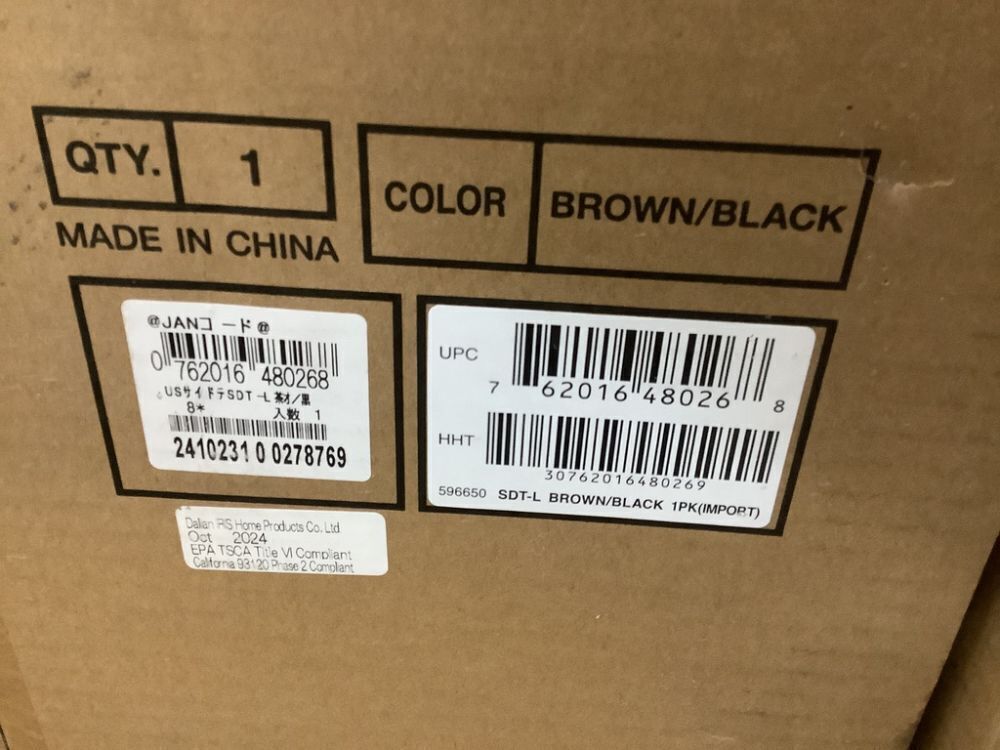 QTY. 1
COLOR BROWN/BLACK
MADE IN CHINA
@JANコード@
0 762016 480268
USサイドテSDT-L 茶/黒
8* 入数 1
2410231 0 0278769
UPC
7 62016 48026 8
HHT
30762016480269
596650 SDT-L BROWN/BLACK 1PK(IMPORT)
Dalian IRIS Home Products Co. Ltd
Oct 2024
EPA TSCA Title VI Compliant
California 93120 Phase 2 Compliant